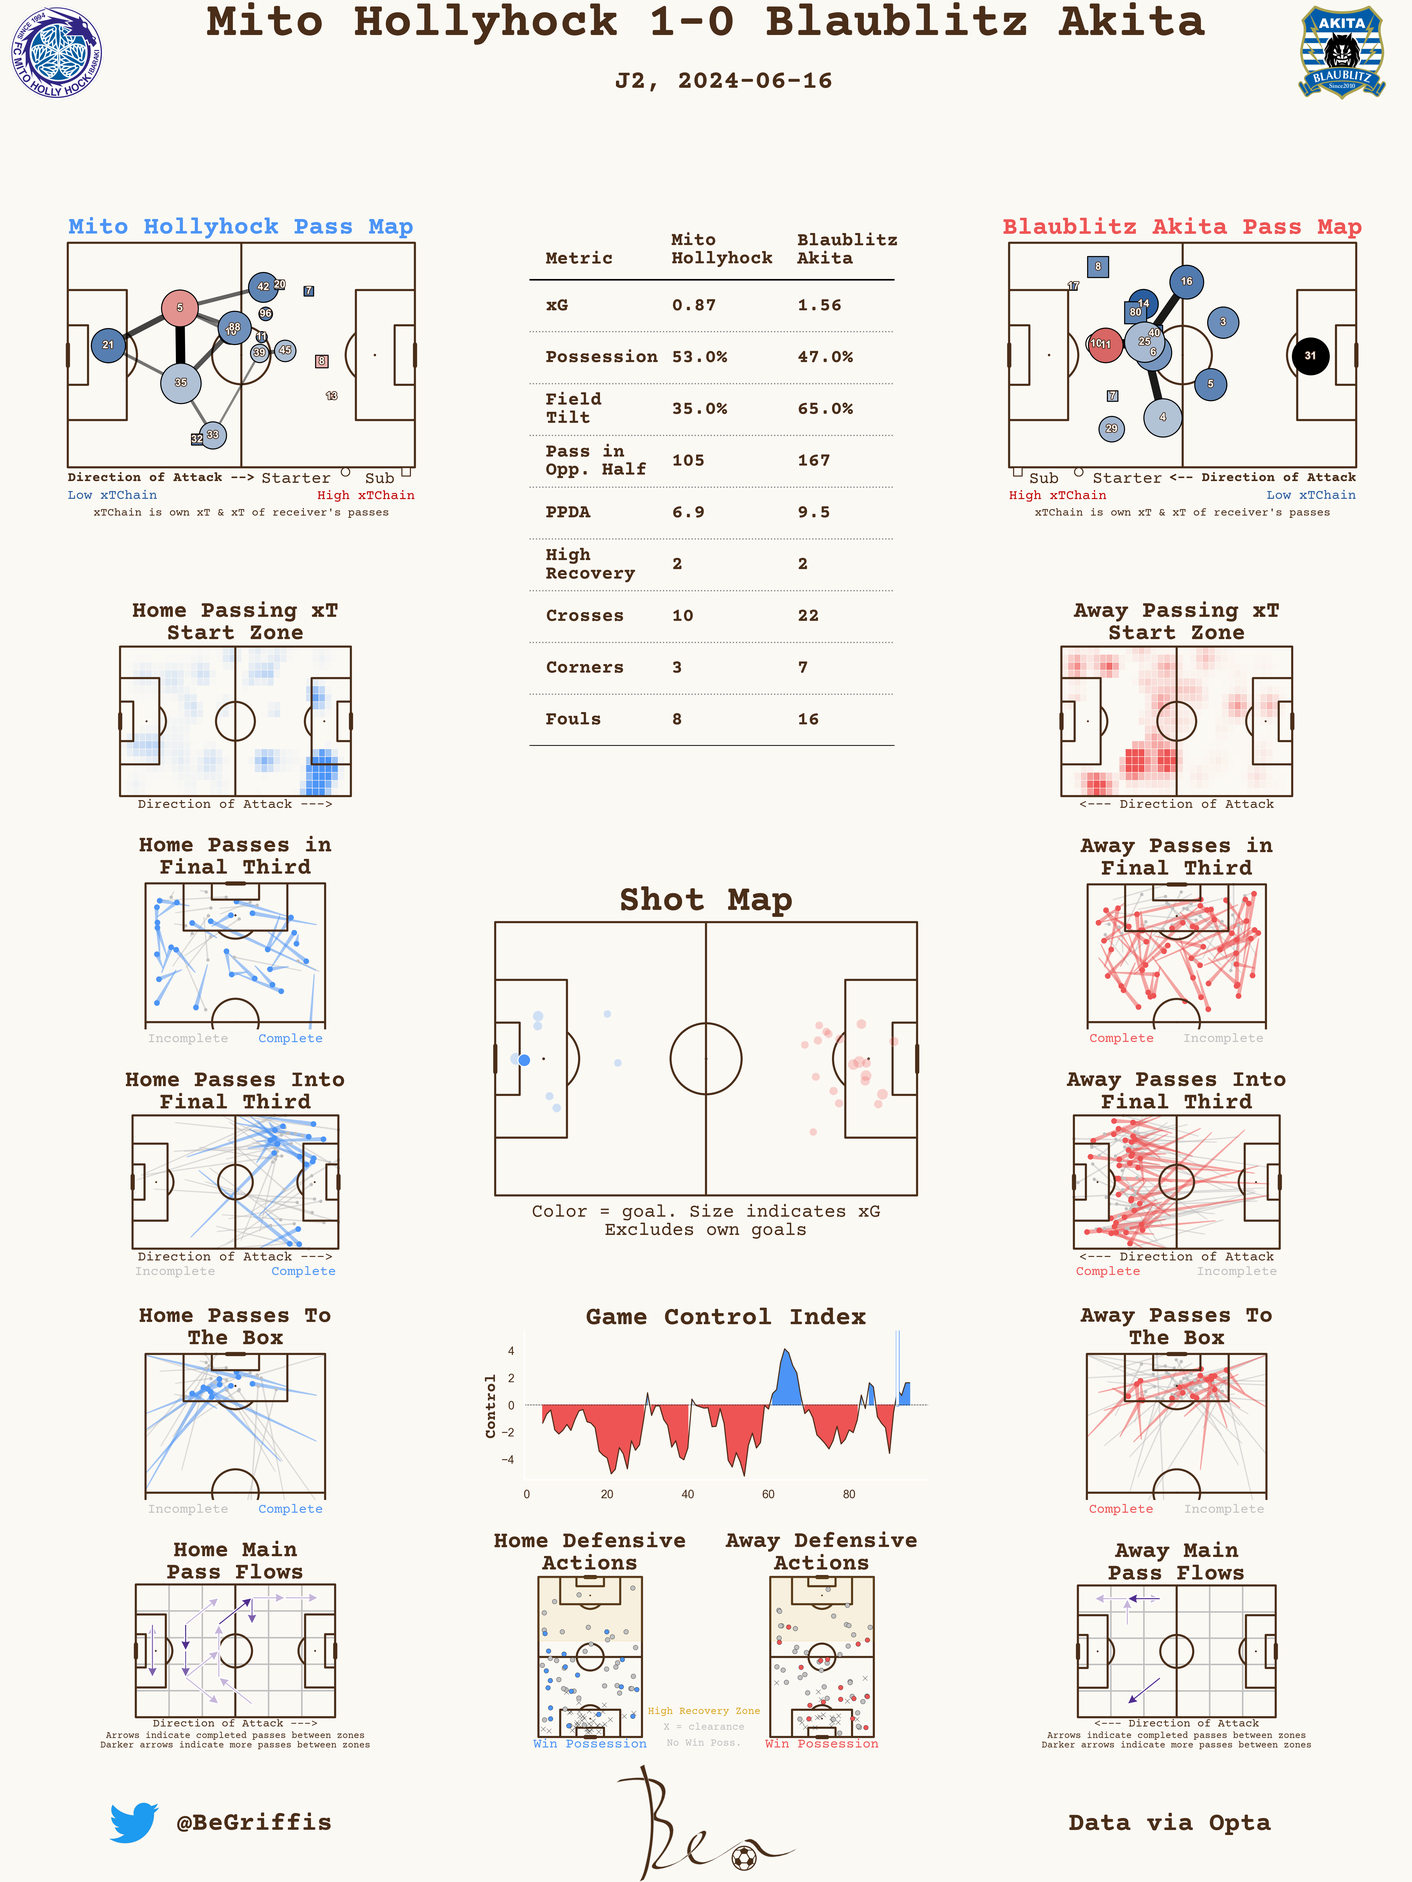 Mito Hollyhock 1-0 Blaublitz Akita
J2, 2024-06-16
SINCE 1994
FC MITO HOLLY HOCK IBARAKI
AKITA
BLAUBLITZ
Since2010
Mito Hollyhock Pass Map
42
20
7
5
96
88
10
11
21
39
45
8
35
13
32
33
Direction of Attack --> Starter Sub
Low xTChain High xTChain
xTChain is own xT & xT of receiver's passes
Metric Mito Hollyhock Blaublitz Akita
xG 0.87 1.56
Possession 53.0% 47.0%
Field Tilt 35.0% 65.0%
Pass in Opp. Half 105 167
PPDA 6.9 9.5
High Recovery 2 2
Crosses 10 22
Corners 3 7
Fouls 8 16
Blaublitz Akita Pass Map
8
17
16
14
80
3
40
10
11
25
6
31
5
7
4
29
Sub Starter <-- Direction of Attack
High xTChain Low xTChain
xTChain is own xT & xT of receiver's passes
Home Passing xT
Start Zone
Direction of Attack --->
Away Passing xT
Start Zone
<--- Direction of Attack
Home Passes in
Final Third
Incomplete Complete
Shot Map
Color = goal. Size indicates xG
Excludes own goals
Away Passes in
Final Third
Complete Incomplete
Home Passes Into
Final Third
Direction of Attack --->
Incomplete Complete
Away Passes Into
Final Third
<--- Direction of Attack
Complete Incomplete
Home Passes To
The Box
Incomplete Complete
Game Control Index
Control
4
2
0
−2
−4
0 20 40 60 80
Away Passes To
The Box
Complete Incomplete
Home Main
Pass Flows
Direction of Attack --->
Arrows indicate completed passes between zones
Darker arrows indicate more passes between zones
Home Defensive
Actions
Win Possession
High Recovery Zone
X = clearance
No Win Poss.
Away Defensive
Actions
Win Possession
Away Main
Pass Flows
<--- Direction of Attack
Arrows indicate completed passes between zones
Darker arrows indicate more passes between zones
@BeGriffis
Ben
Data via Opta